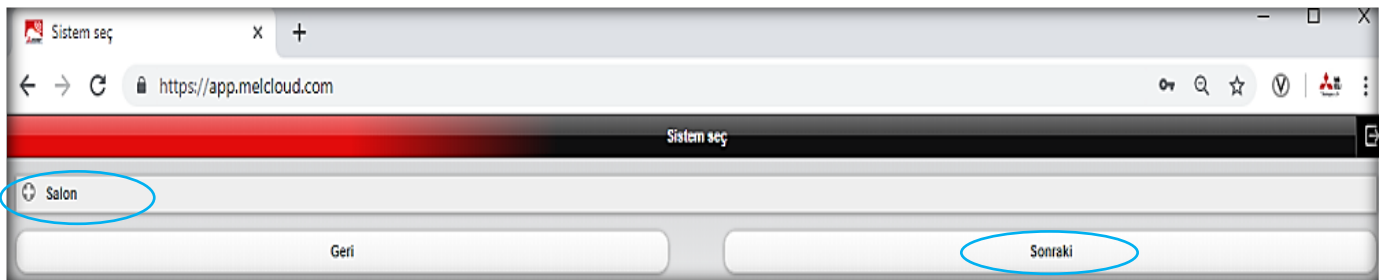 Sistem seç
https://app.melcloud.com
Sistem seç
Salon
Geri Sonraki